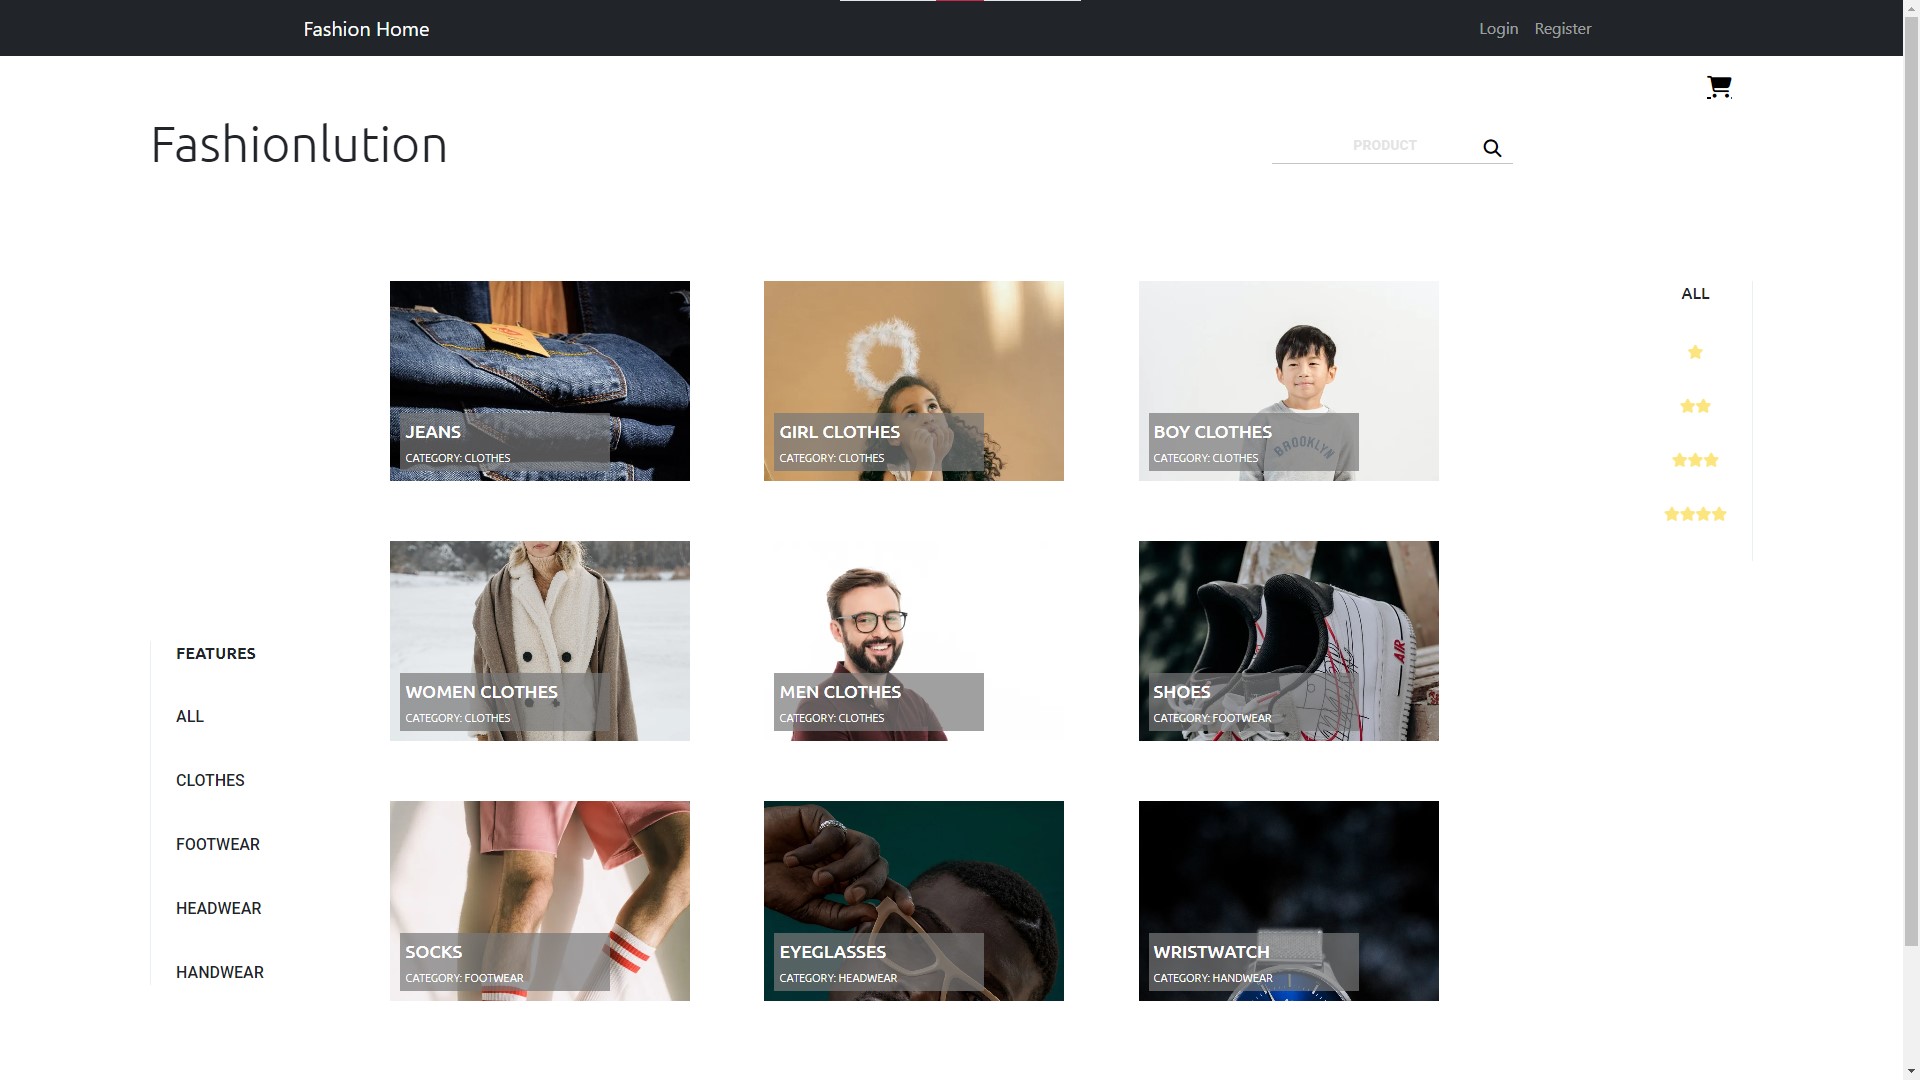 Fashion Home
Login
Register
Fashionlution
PRODUCT
JEANS
CATEGORY: CLOTHES
GIRL CLOTHES
CATEGORY: CLOTHES
BROOKLYN
BOY CLOTHES
CATEGORY: CLOTHES
ALL
WOMEN CLOTHES
CATEGORY: CLOTHES
MEN CLOTHES
CATEGORY: CLOTHES
AIR
SHOES
CATEGORY: FOOTWEAR
FEATURES
ALL
CLOTHES
FOOTWEAR
HEADWEAR
HANDWEAR
SOCKS
CATEGORY: FOOTWEAR
EYEGLASSES
CATEGORY: HEADWEAR
WRISTWATCH
CATEGORY: HANDWEAR